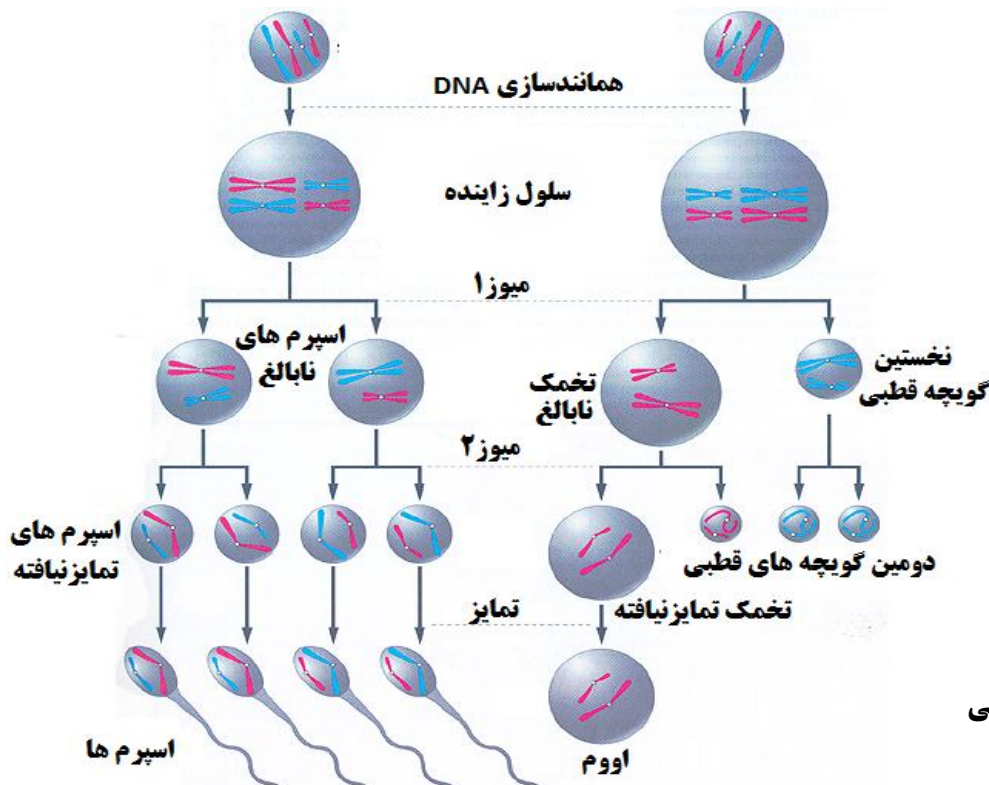 همانندسازی DNA
سلول زاینده
میوز۱
اسپرم های
نابالغ
تخمک
نابالغ
نخستین
گویچه قطبی
میوز۲
اسپرم های
تمایزنیافته
دومین گویچه های قطبی
تخمک تمایزنیافته
تمایز
اسپرم ها
اووم
ی